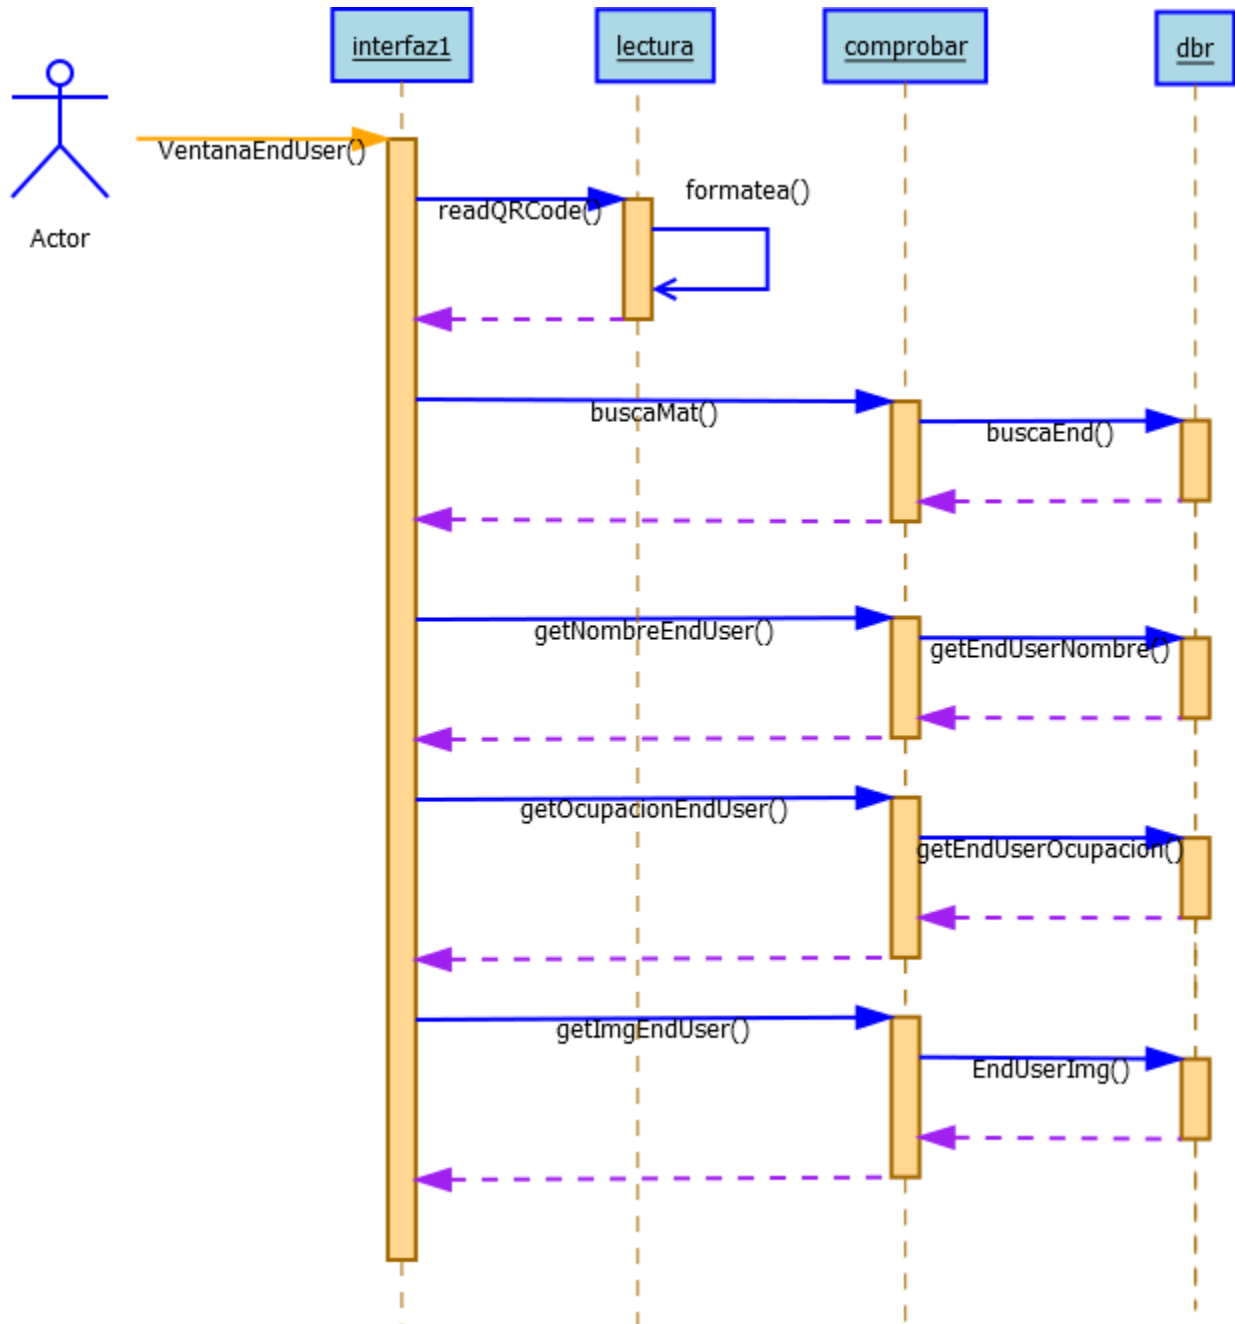 interfaz1
lectura
comprobar
dbr
VentanaEndUser()
Actor
readQRCode()
formatea()
buscaMat()
buscaEnd()
getNombreEndUser()
getEndUserNombre()
getOcupacionEndUser()
getEndUserOcupacion()
getImgEndUser()
EndUserImg()